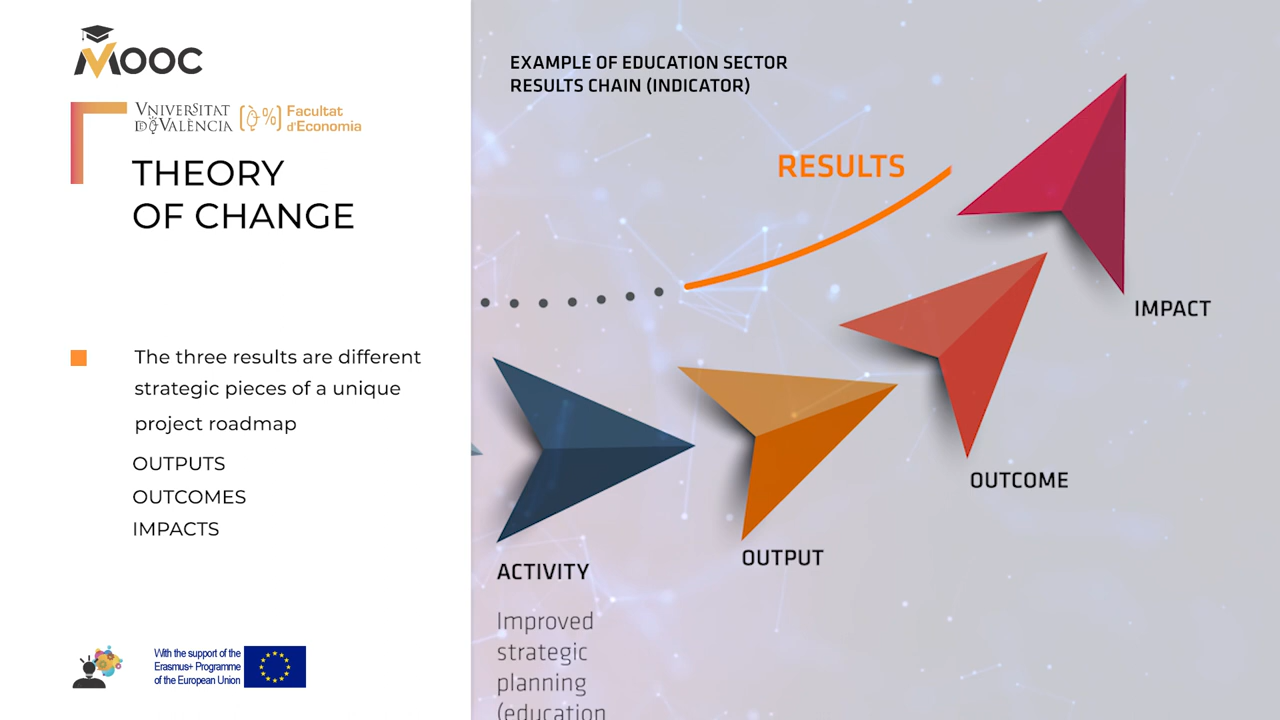 MOOC
VNIVERSITAT
DE VALÈNCIA
Facultat
d'Economia
THEORY
OF CHANGE
The three results are different
strategic pieces of a unique
project roadmap
OUTPUTS
OUTCOMES
IMPACTS
With the support of the
Erasmus+ Programme
of the European Union
EXAMPLE OF EDUCATION SECTOR
RESULTS CHAIN (INDICATOR)
RESULTS
IMPACT
OUTCOME
OUTPUT
ACTIVITY
Improved
strategic
planning
(education